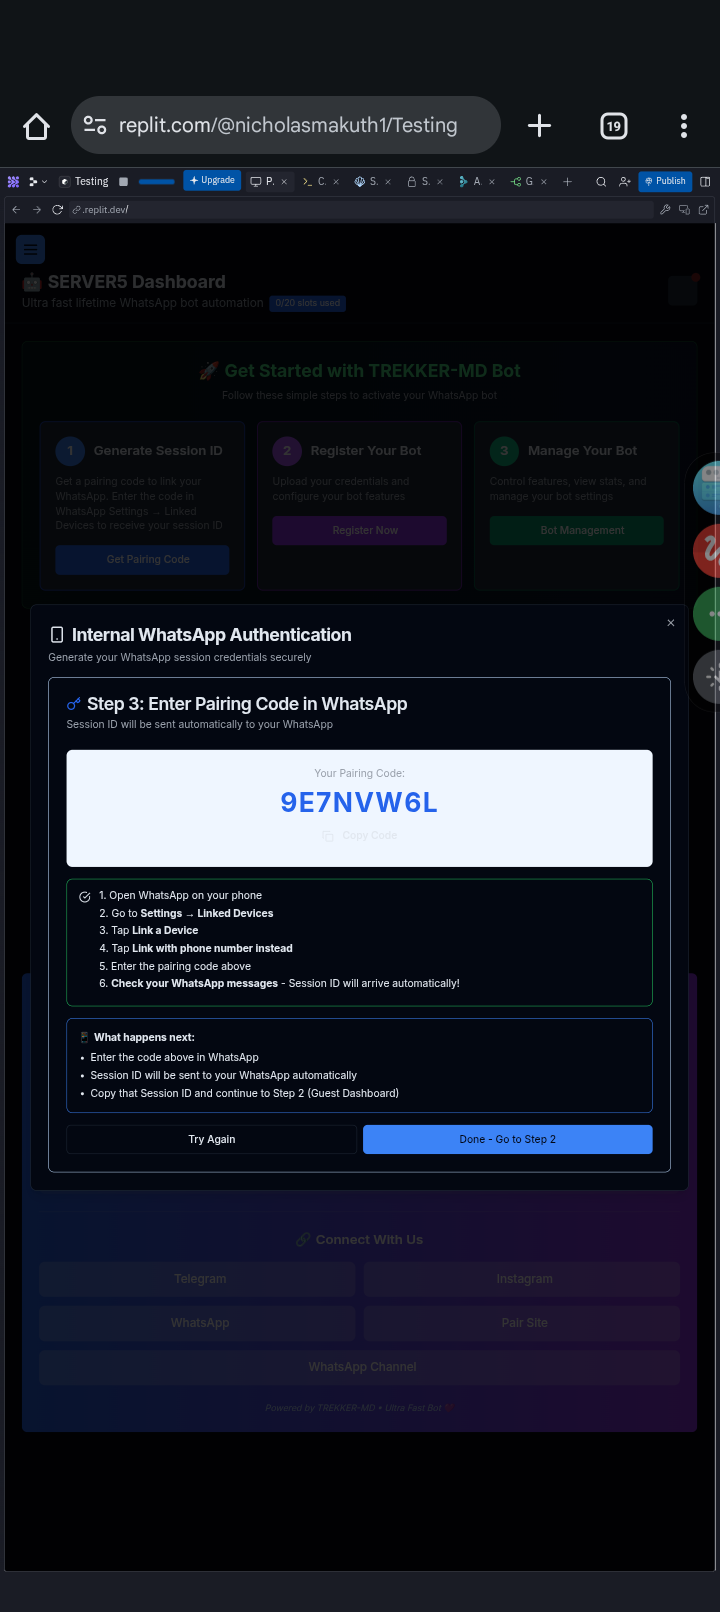 replit.com/@nicholasmakuth1/Testing
19
Testing
Upgrade
P.
C.
S.
S.
A.
G
Publish
.replit.dev/
🤖 SERVER5 Dashboard
Ultra fast lifetime WhatsApp bot automation 0/20 slots used
🚀 Get Started with TREKKER-MD Bot
Follow these simple steps to activate your WhatsApp bot
1 Generate Session ID
Get a pairing code to link your
WhatsApp. Enter the code in
WhatsApp Settings → Linked
Devices to receive your session ID
Get Pairing Code
2 Register Your Bot
Upload your credentials and
configure your bot features
Register Now
3 Manage Your Bot
Control features, view stats, and
manage your bot settings
Bot Management
Internal WhatsApp Authentication
Generate your WhatsApp session credentials securely
Step 3: Enter Pairing Code in WhatsApp
Session ID will be sent automatically to your WhatsApp
Your Pairing Code:
9E7NVW6L
Copy Code
1. Open WhatsApp on your phone
2. Go to Settings → Linked Devices
3. Tap Link a Device
4. Tap Link with phone number instead
5. Enter the pairing code above
6. Check your WhatsApp messages - Session ID will arrive automatically!
📱 What happens next:
• Enter the code above in WhatsApp
• Session ID will be sent to your WhatsApp automatically
• Copy that Session ID and continue to Step 2 (Guest Dashboard)
Try Again
Done - Go to Step 2
🔗 Connect With Us
Telegram
Instagram
WhatsApp
Pair Site
WhatsApp Channel
Powered by TREKKER-MD • Ultra Fast Bot ❤️